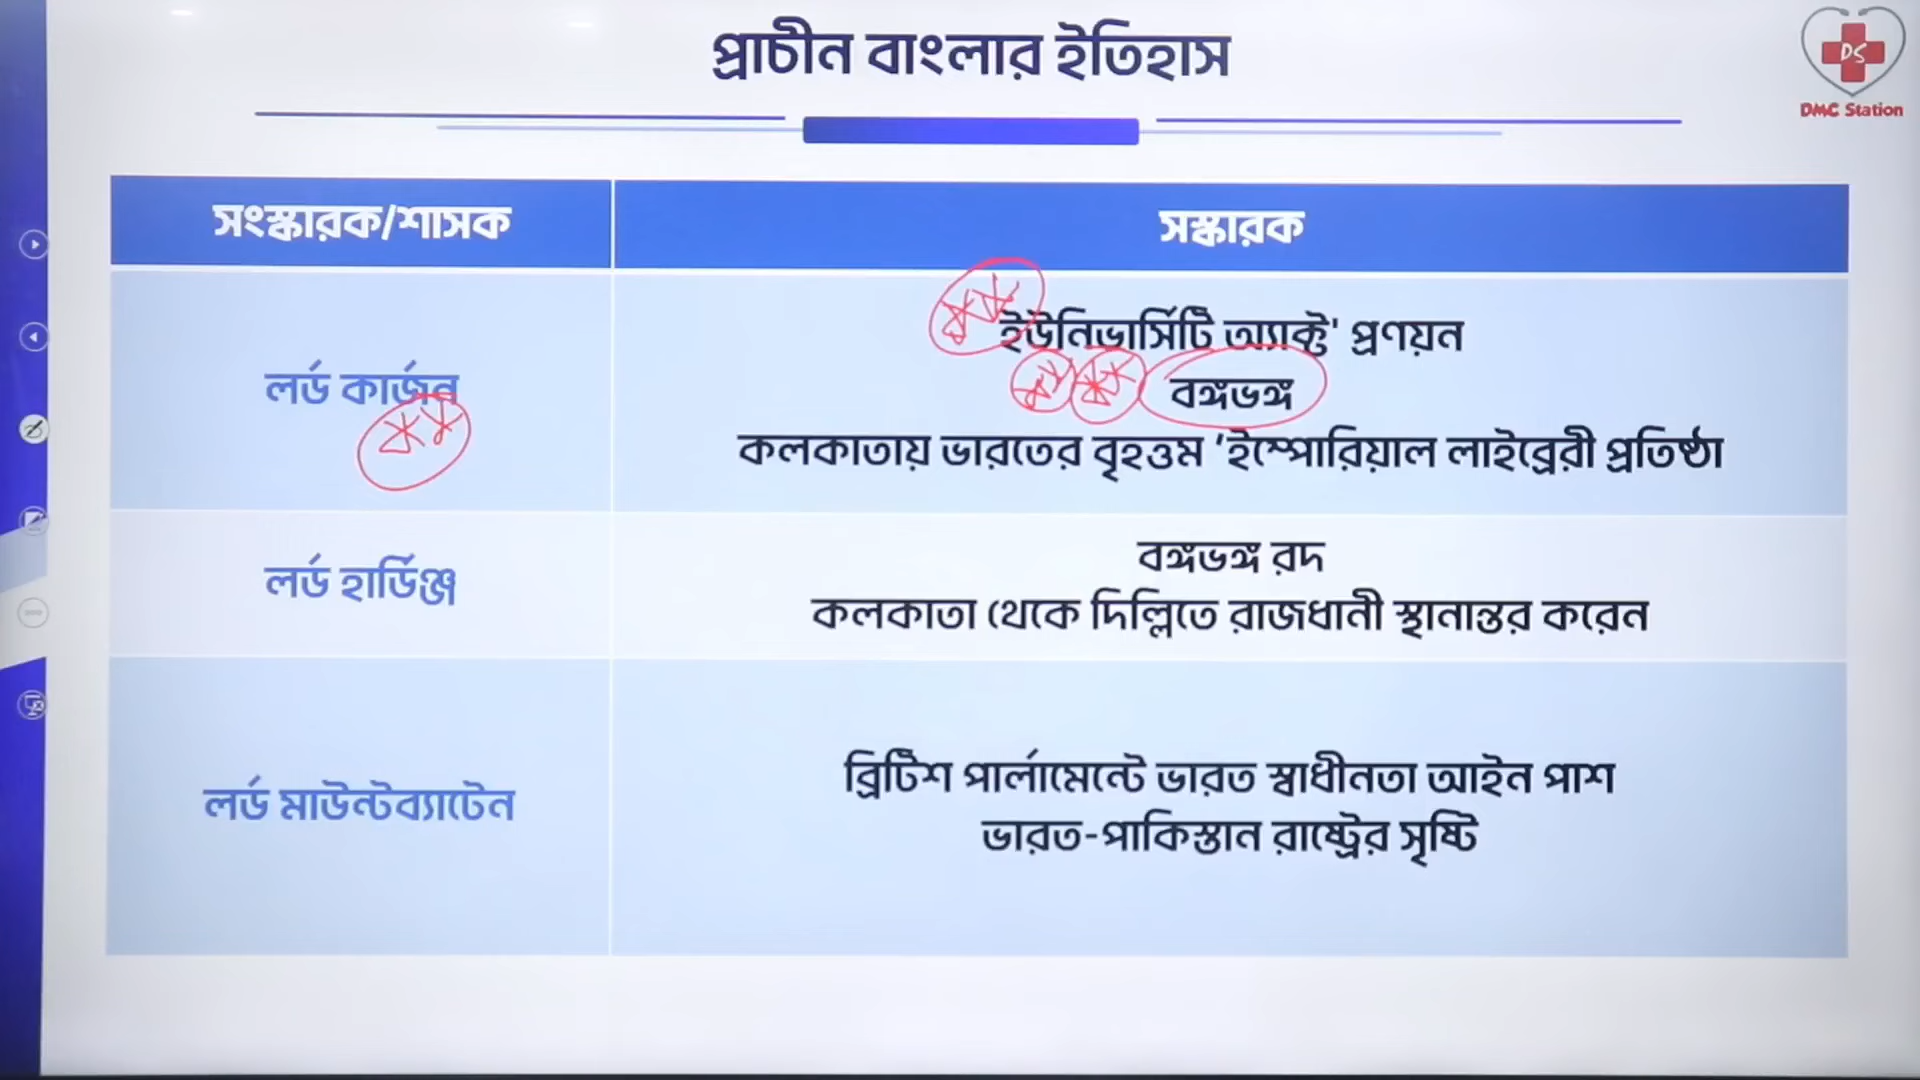 প্রাচীন বাংলার ইতিহাস
DS
DMC Station
সংস্কারক/শাসক
সস্কারক
লর্ড কার্জন
ইউনিভার্সিটি অ্যাক্ট' প্রণয়ন
বঙ্গভঙ্গ
কলকাতায় ভারতের বৃহত্তম ‘ইম্পোরিয়াল লাইব্রেরী প্রতিষ্ঠা
লর্ড হার্ডিঞ্জ
বঙ্গভঙ্গ রদ
কলকাতা থেকে দিল্লিতে রাজধানী স্থানান্তর করেন
লর্ড মাউন্টব্যাটেন
ব্রিটিশ পার্লামেন্টে ভারত স্বাধীনতা আইন পাশ
ভারত-পাকিস্তান রাষ্ট্রের সৃষ্টি